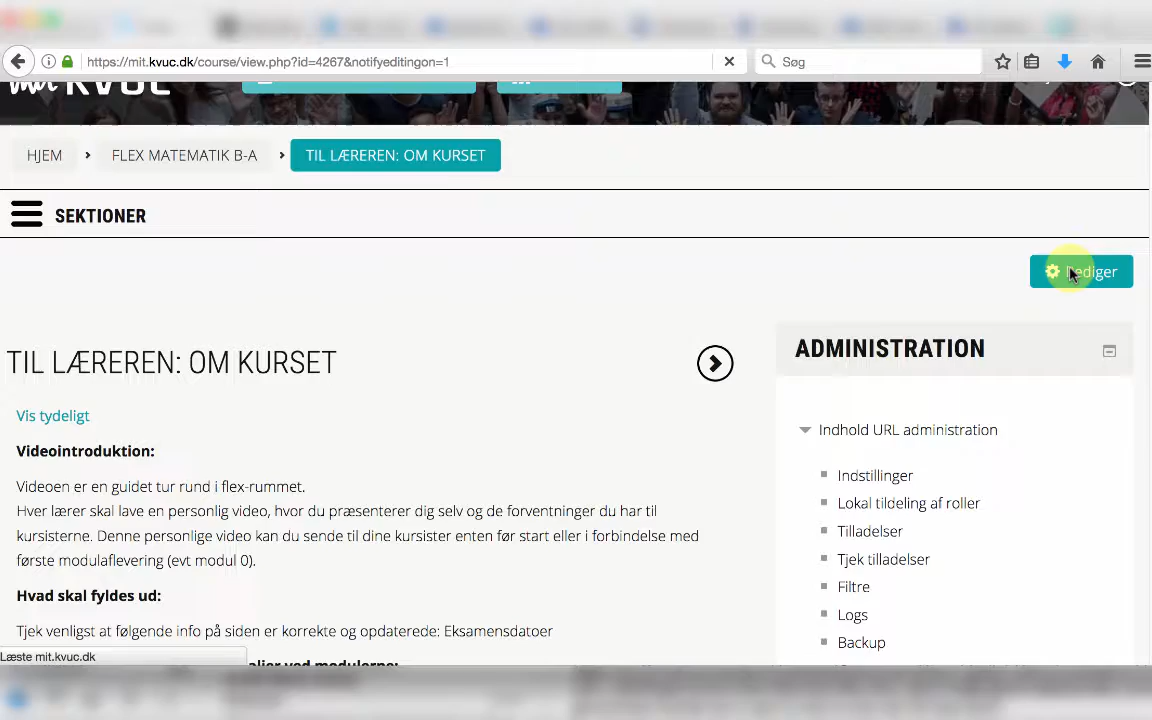 https://mit.kvuc.dk/course/view.php?id=4267&notifyeditingon=1
Søg
mit KVUC
HJEM
FLEX MATEMATIK B-A
TIL LÆREREN: OM KURSET
SEKTIONER
Rediger
TIL LÆREREN: OM KURSET
ADMINISTRATION
Vis tydeligt
Indhold URL administration
Videointroduktion:
Videoen er en guidet tur rund i flex-rummet.
Hver lærer skal lave en personlig video, hvor du præsenterer dig selv og de forventninger du har til
kursisterne. Denne personlige video kan du sende til dine kursister enten før start eller i forbindelse med
første modulaflevering (evt modul 0).
Hvad skal fyldes ud:
Tjek venligst at følgende info på siden er korrekte og opdaterede: Eksamensdatoer
Indstillinger
Lokal tildeling af roller
Tilladelser
Tjek tilladelser
Filtre
Logs
Backup
Læste mit.kvuc.dk
ved modulerne: